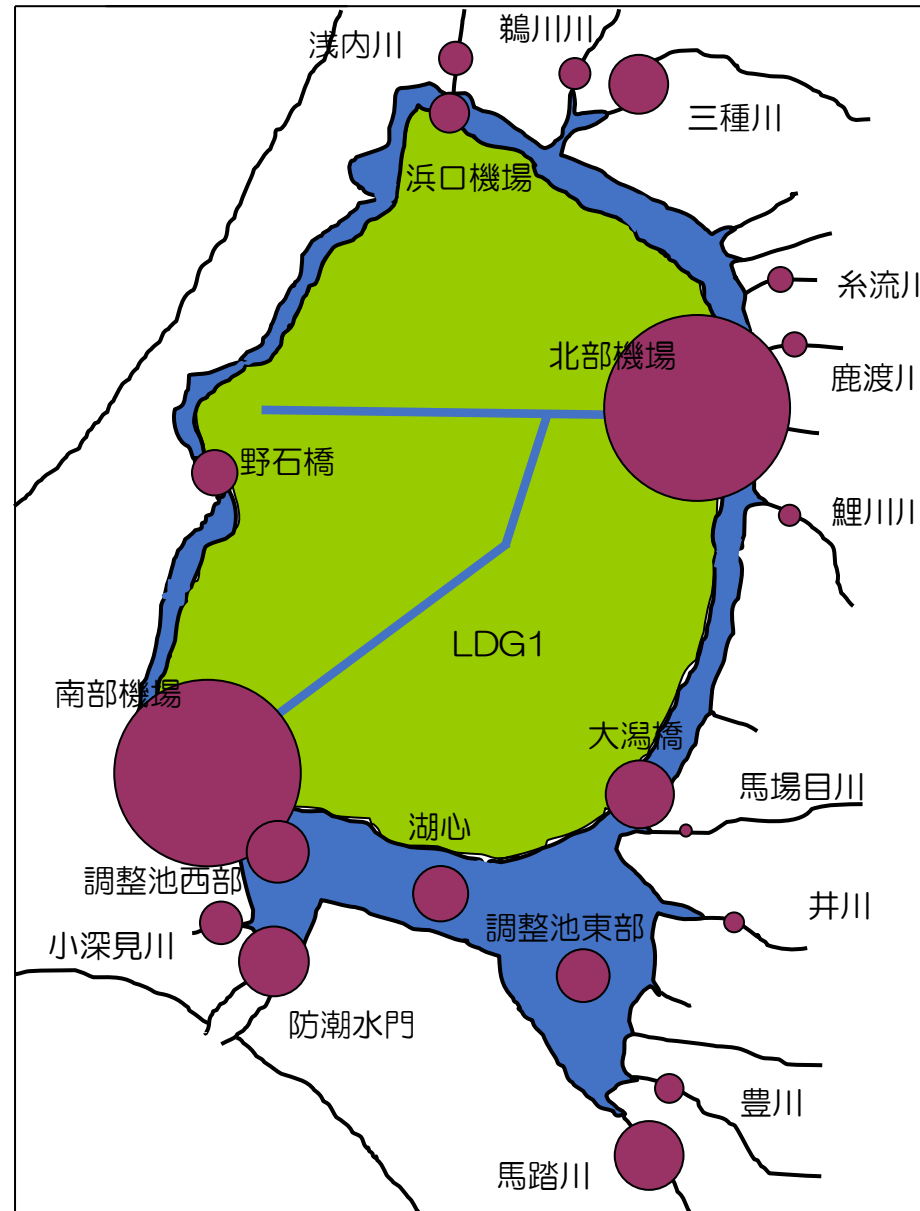 浅内川
鵜川川
三種川
浜口機場
糸流川
北部機場
鹿渡川
野石橋
鯉川川
LDG1
南部機場
大潟橋
馬場目川
湖心
調整池西部
井川
小深見川
調整池東部
防潮水門
豊川
馬踏川